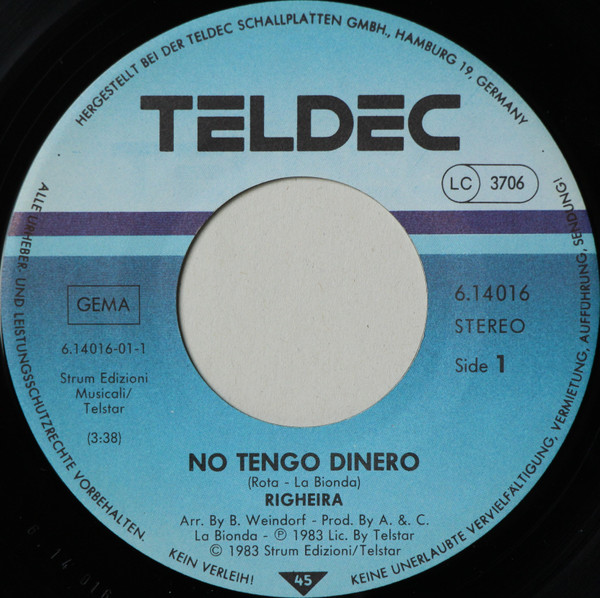 HERGESTELLT BEI DER TELDEC SCHALLPLATTEN GMBH., HAMBURG 19, GERMANY
TELDEC
LC 3706
GEMA
6.14016-01-1
Strum Edizioni
Musicali/
Telstar
(3:38)
6.14016
STEREO
Side 1
NO TENGO DINERO
(Rota - La Bionda)
RIGHEIRA
Arr. By B. Weindorf - Prod. By A. & C.
La Bionda - ℗ 1983 Lic. By Telstar
© 1983 Strum Edizioni/Telstar
45
ALLE URHEBER- UND LEISTUNGSSCHUTZRECHTE VORBEHALTEN.
KEIN VERLEIH! KEINE UNERLAUBTE VERVIELFÄLTIGUNG, VERMIETUNG, AUFFÜHRUNG, SENDUNG!